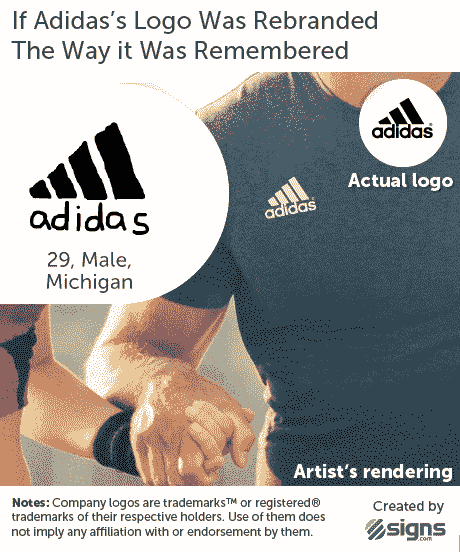 If Adidas's Logo Was Rebranded
The Way it Was Remembered
adidas®
Actual logo
adidas
adidas
29, Male,
Michigan
Artist's rendering
Notes: Company logos are trademarks™ or registered®
trademarks of their respective holders. Use of them does
not imply any affiliation with or endorsement by them.
Created by
signs
.com